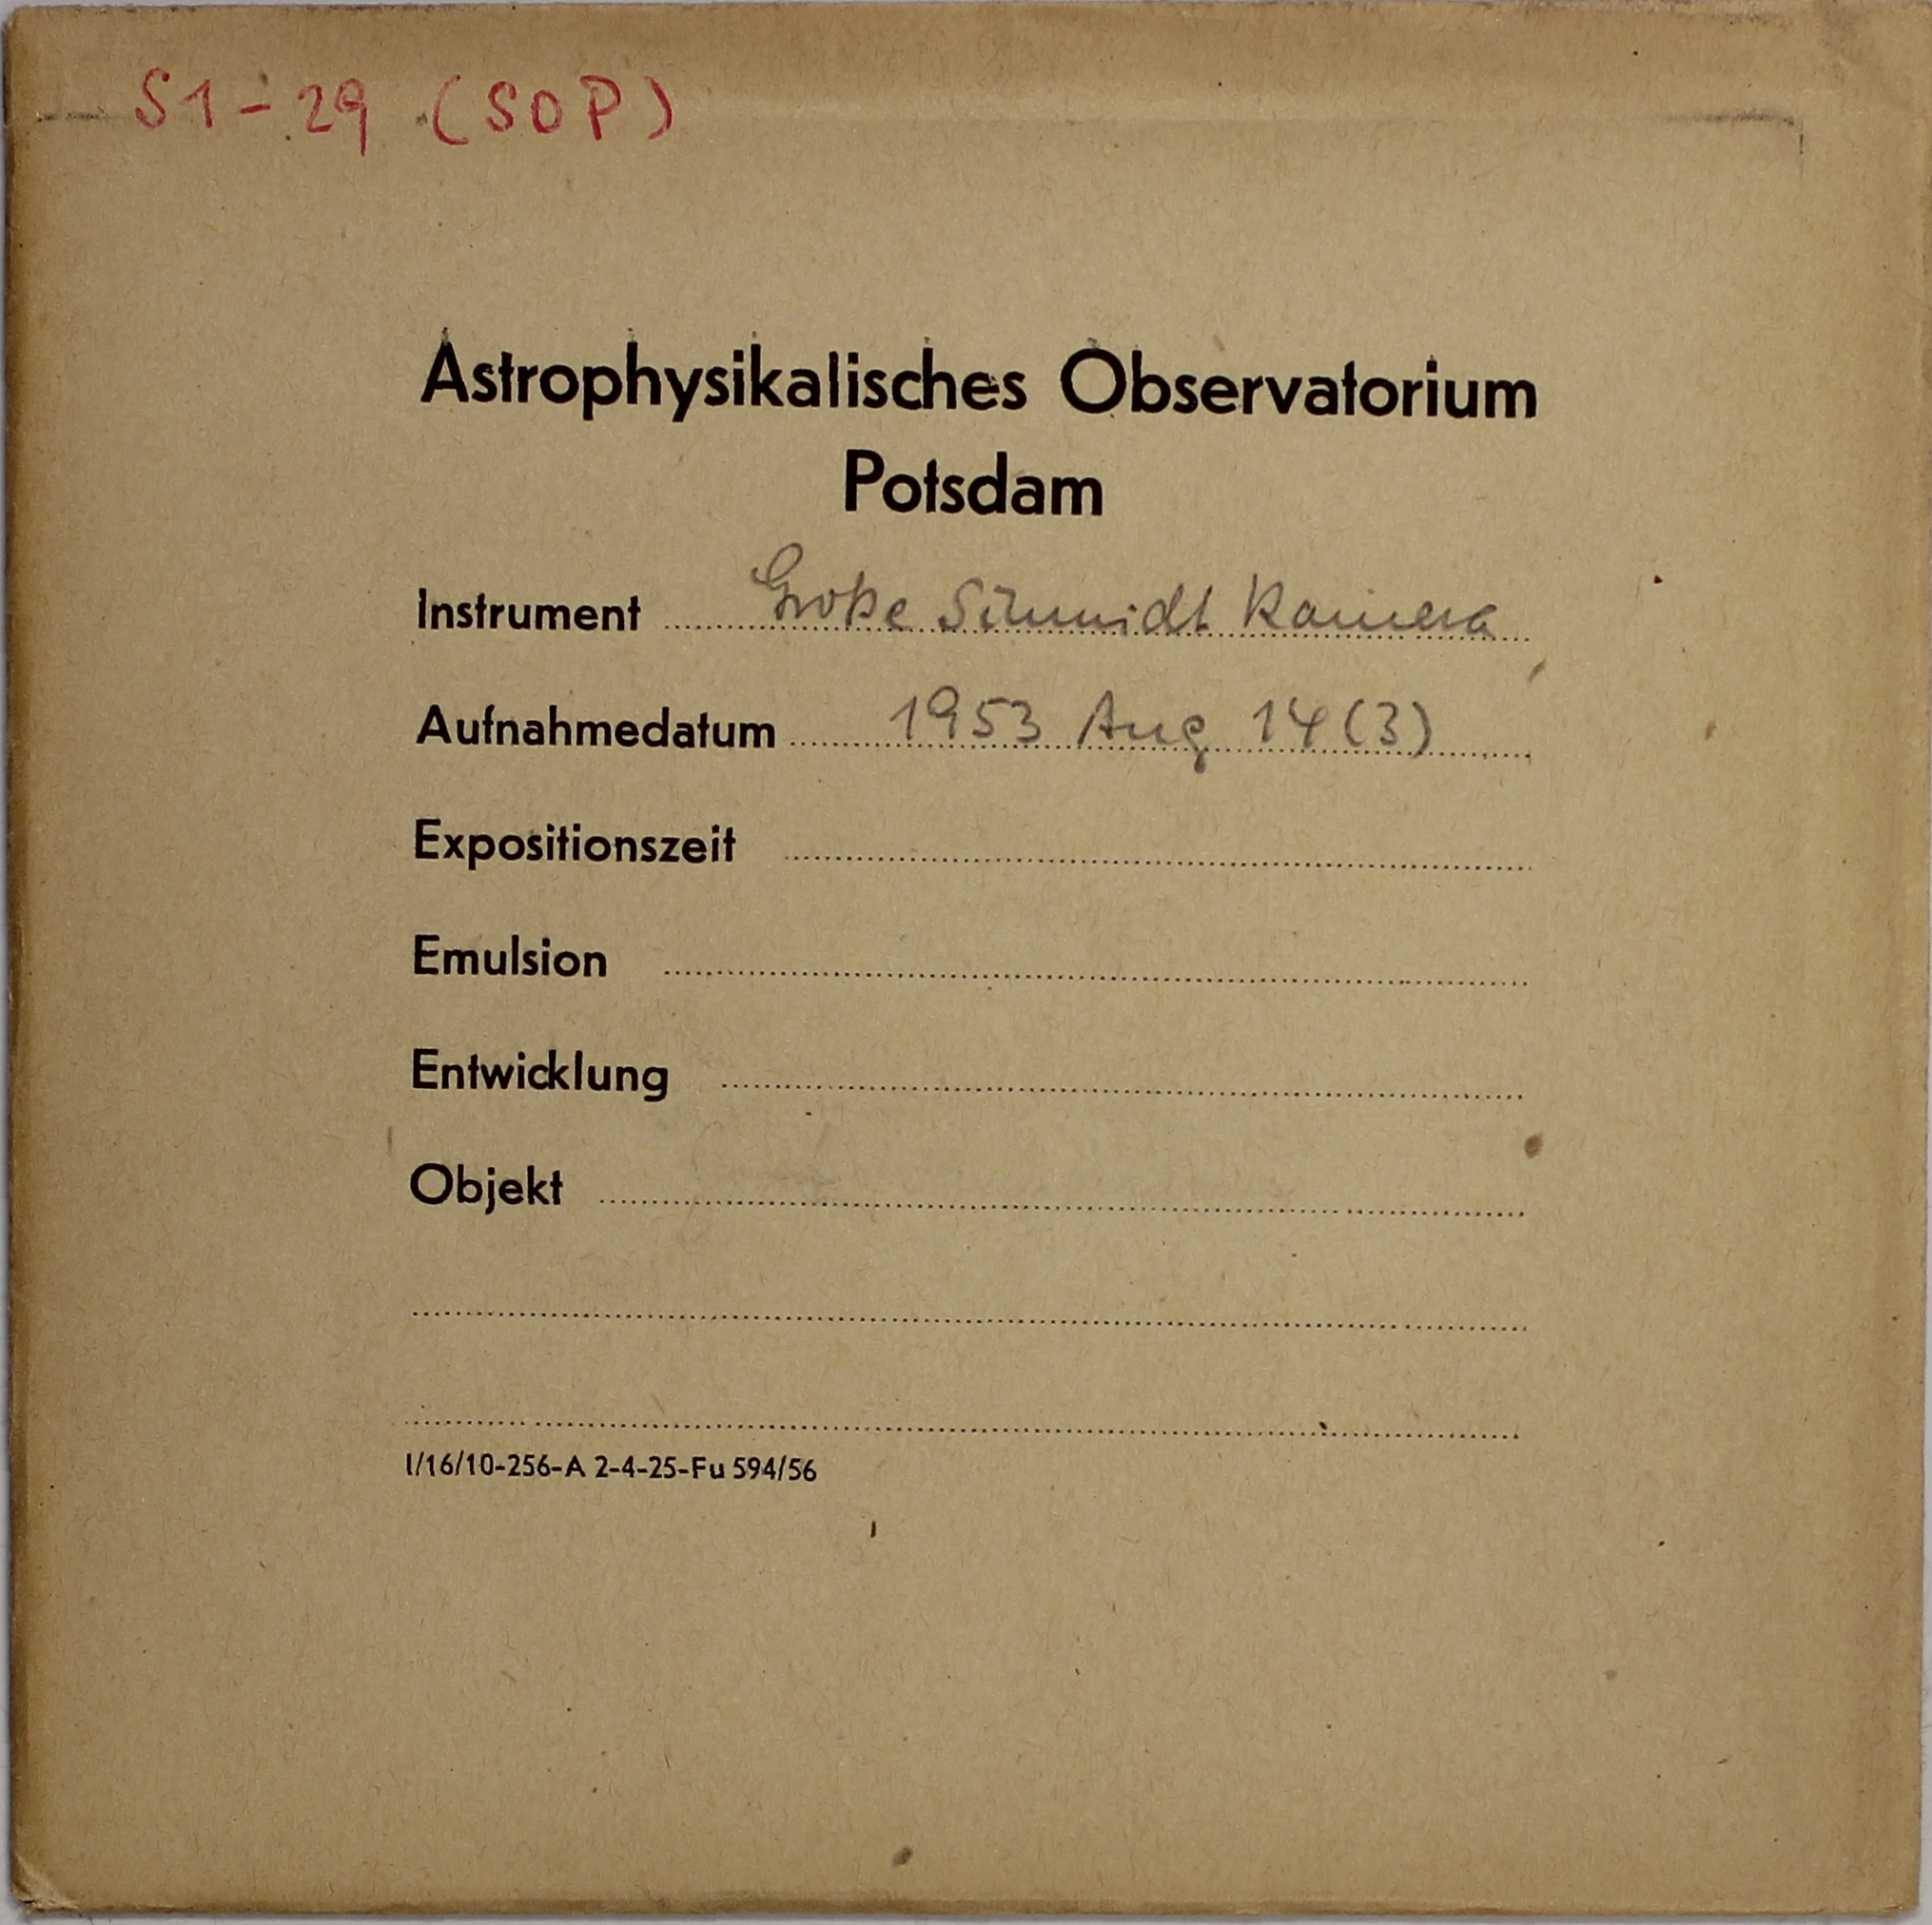 S1-29 (SOP)
Astrophysikalisches Observatorium
Potsdam
Instrument Große Schmidt Kamera
Aufnahmedatum 1953 Aug 14(3)
Expositionszeit
Emulsion
Entwicklung
Objekt
I/16/10-256-A 2-4-25-Fu 594/56